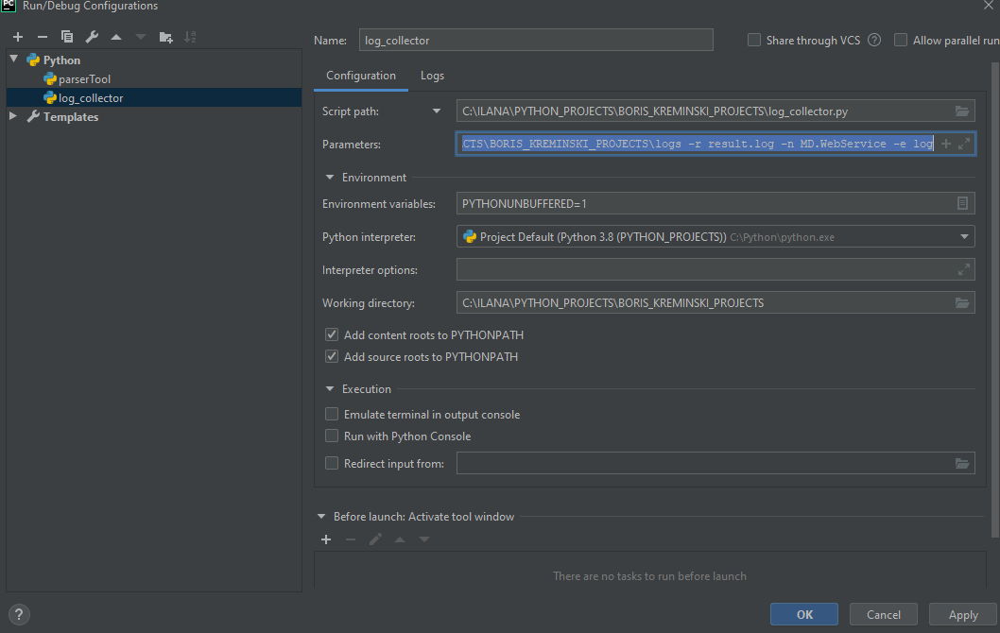 PC Run/Debug Configurations
Name: log_collector Share through VCS ? Allow parallel run
Python
parserTool
log_collector
Templates
Configuration Logs
Script path: C:\ILANA\PYTHON_PROJECTS\BORIS_KREMINSKI_PROJECTS\log_collector.py
Parameters: CTS\BORIS_KREMINSKI_PROJECTS\logs -r result.log -n MD.WebService -e log
Environment
Environment variables: PYTHONUNBUFFERED=1
Python interpreter: Project Default (Python 3.8 (PYTHON_PROJECTS)) C:\Python\python.exe
Interpreter options:
Working directory: C:\ILANA\PYTHON_PROJECTS\BORIS_KREMINSKI_PROJECTS
Add content roots to PYTHONPATH
Add source roots to PYTHONPATH
Execution
Emulate terminal in output console
Run with Python Console
Redirect input from:
Before launch: Activate tool window
There are no tasks to run before launch
? OK Cancel Apply